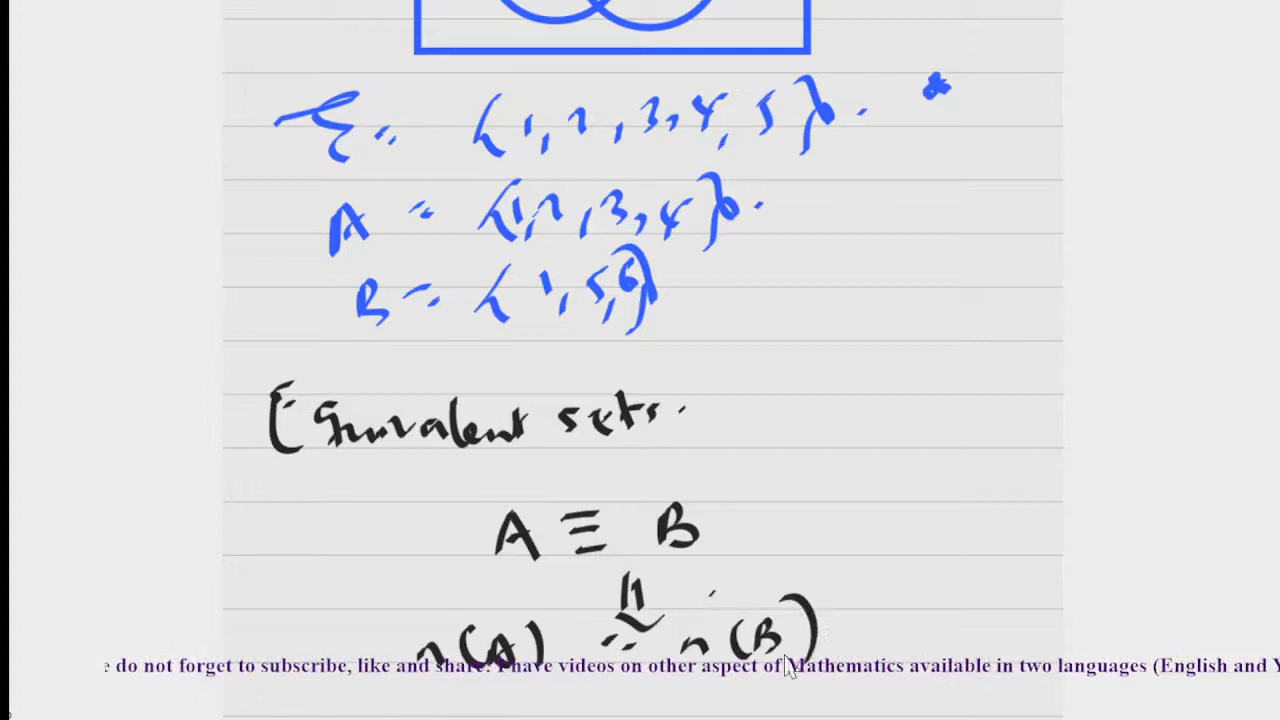 ξ = {1, 2, 3, 4, 5}.
A = {1, 2, 3, 4}.
B = {1, 5, 6}
Equivalent sets.
A ≡ B
n(A) = n(B)
do not forget to subscribe, like and share. I have videos on other aspect of Mathematics available in two languages (English and Y